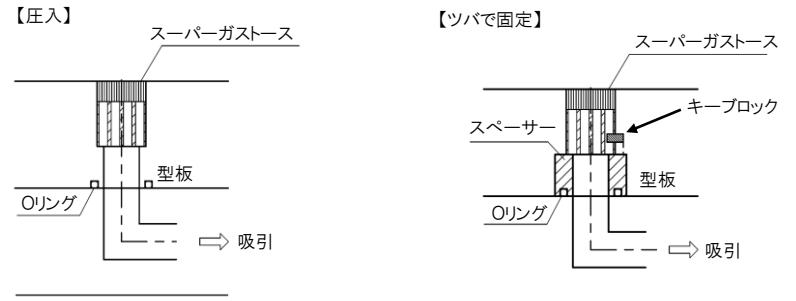 【圧入】
スーパーガストース
型板
Oリング
吸引
【ツバで固定】
スーパーガストース
キーブロック
スペーサー
型板
Oリング
吸引